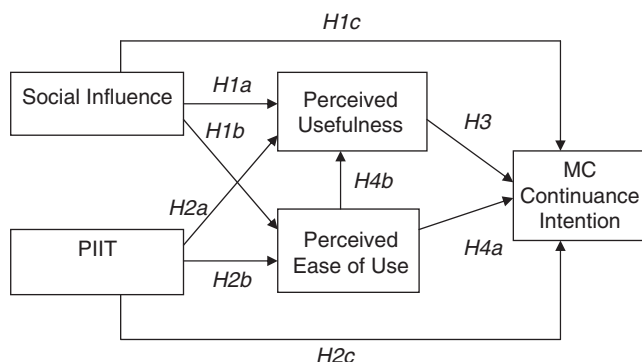 H1c
Social Influence
H1a
Perceived
Usefulness
H1b
H3
MC
Continuance
Intention
H4b
H2a
PIIT
Perceived
Ease of Use
H4a
H2b
H2c